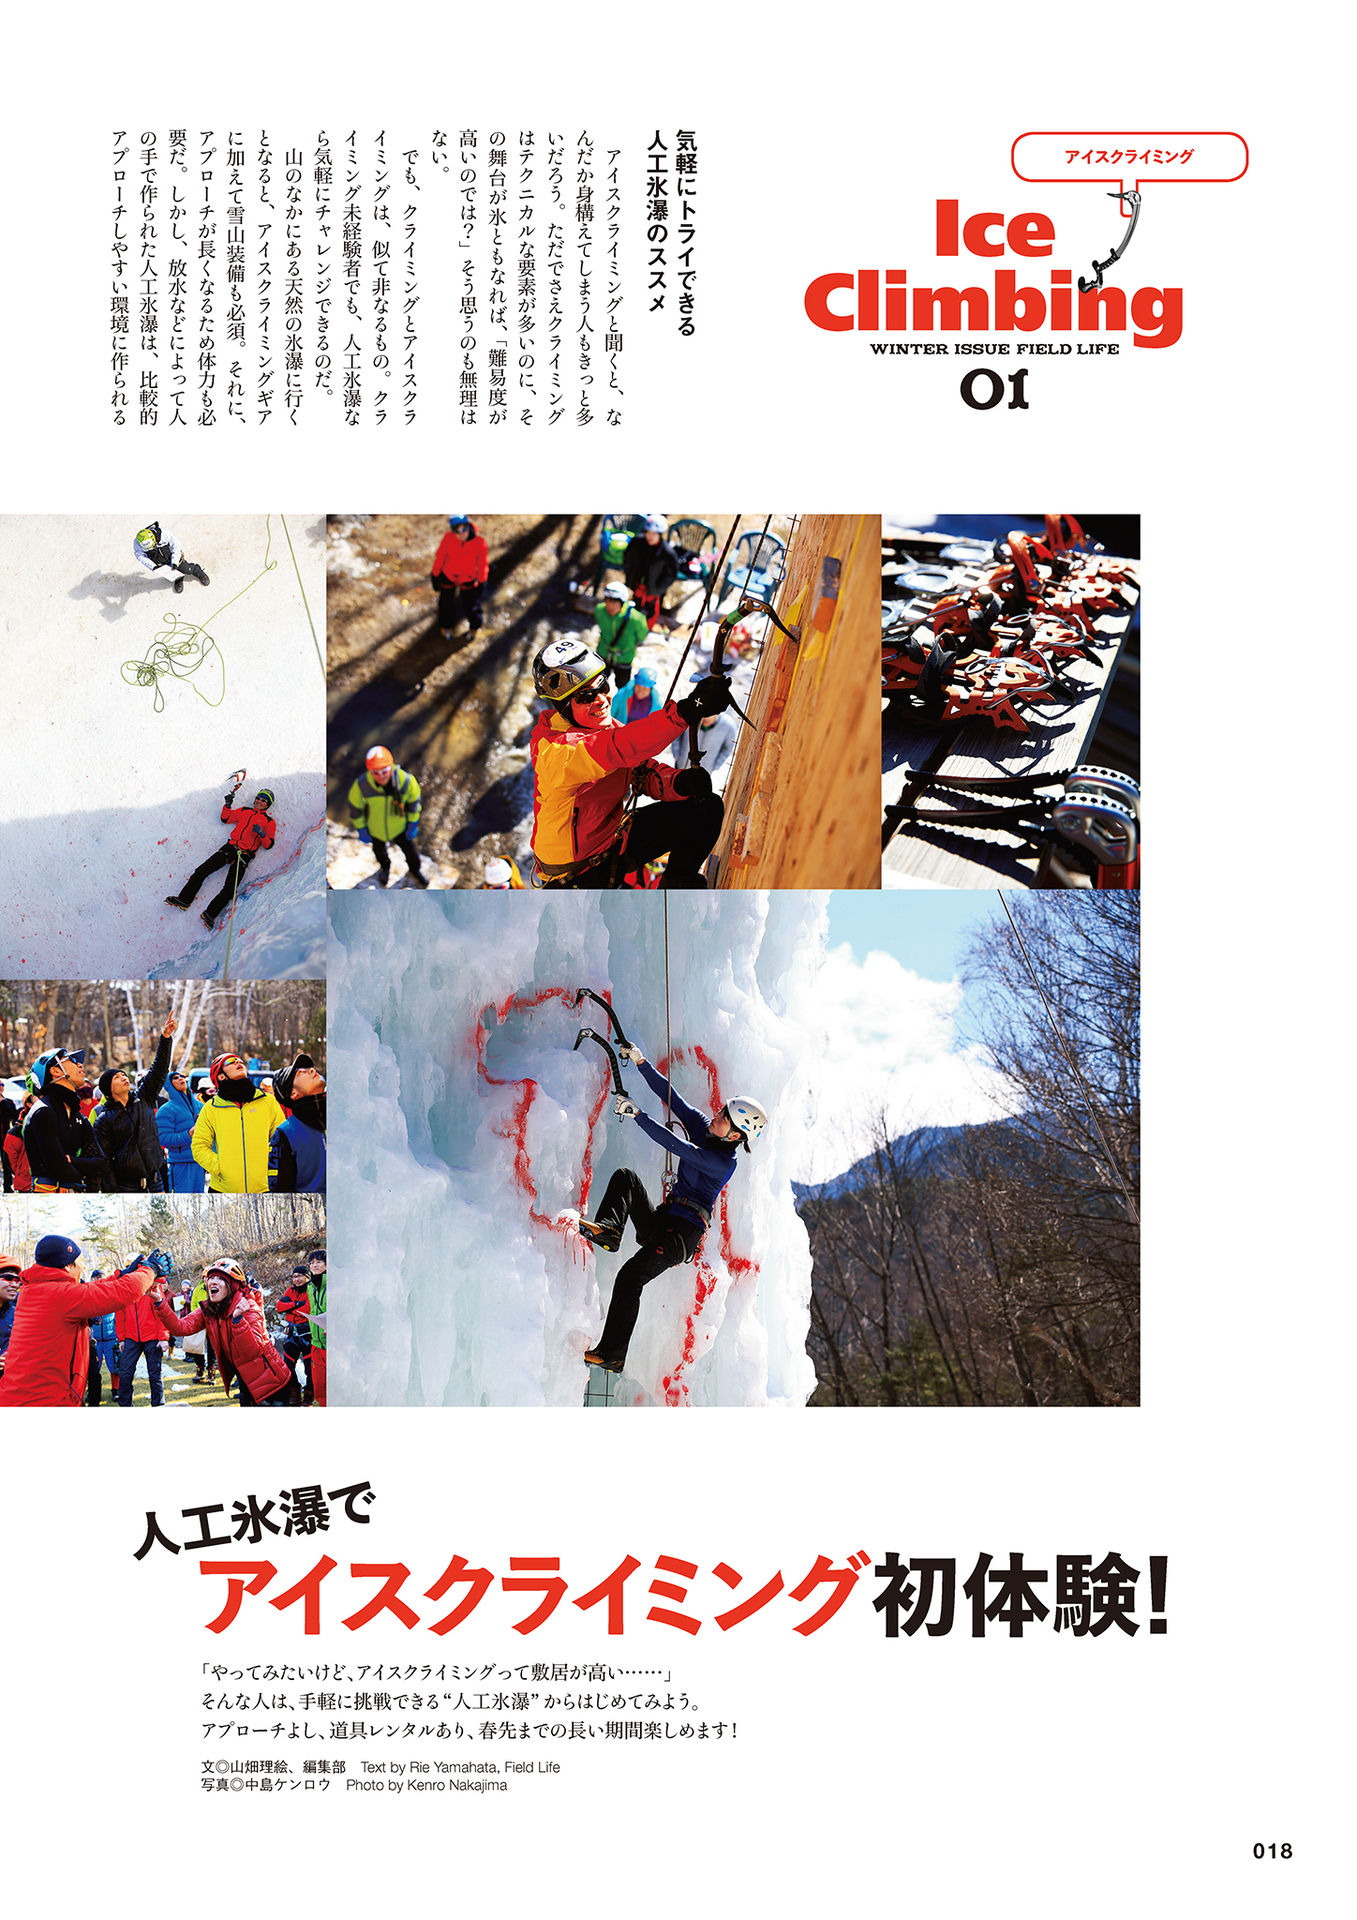 アイスクライミング
Ice
Climbing
WINTER ISSUE FIELD LIFE
01
気軽にトライできる
人工氷瀑のススメ
　アイスクライミングと聞くと、な
んだか身構えてしまう人もきっと多
いだろう。ただでさえクライミング
はテクニカルな要素が多いのに、そ
の舞台が氷ともなれば、「難易度が
高いのでは？」そう思うのも無理は
ない。
　でも、クライミングとアイスクラ
イミングは、似て非なるもの。クラ
イミング未経験者でも、人工氷瀑な
ら気軽にチャレンジできるのだ。
　山のなかにある天然の氷瀑に行く
となると、アイスクライミングギア
に加えて雪山装備も必須。それに、
アプローチが長くなるため体力も必
要だ。しかし、放水などによって人
の手で作られた人工氷瀑は、比較的
アプローチしやすい環境に作られる
49
人工氷瀑で
アイスクライミング初体験！
「やってみたいけど、アイスクライミングって敷居が高い……」
そんな人は、手軽に挑戦できる“人工氷瀑”からはじめてみよう。
アプローチよし、道具レンタルあり、春先までの長い期間楽しめます！
文◎山畑理絵、編集部　Text by Rie Yamahata, Field Life
写真◎中島ケンロウ　Photo by Kenro Nakajima
018